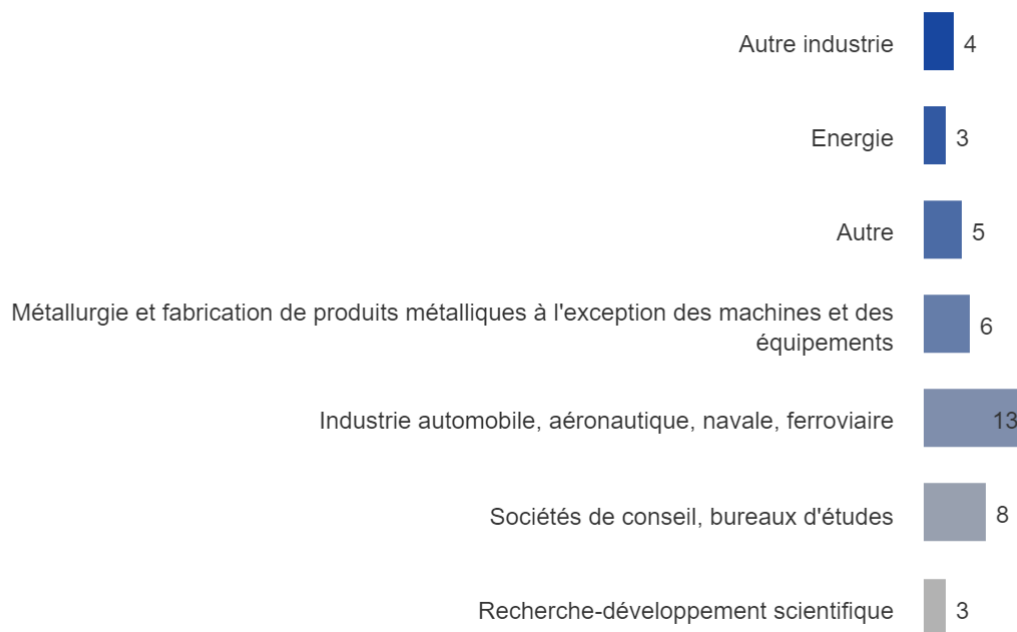 Autre industrie 4
Energie 3
Autre 5
Métallurgie et fabrication de produits métalliques à l'exception des machines et des
équipements 6
Industrie automobile, aéronautique, navale, ferroviaire 13
Sociétés de conseil, bureaux d'études 8
Recherche-développement scientifique 3